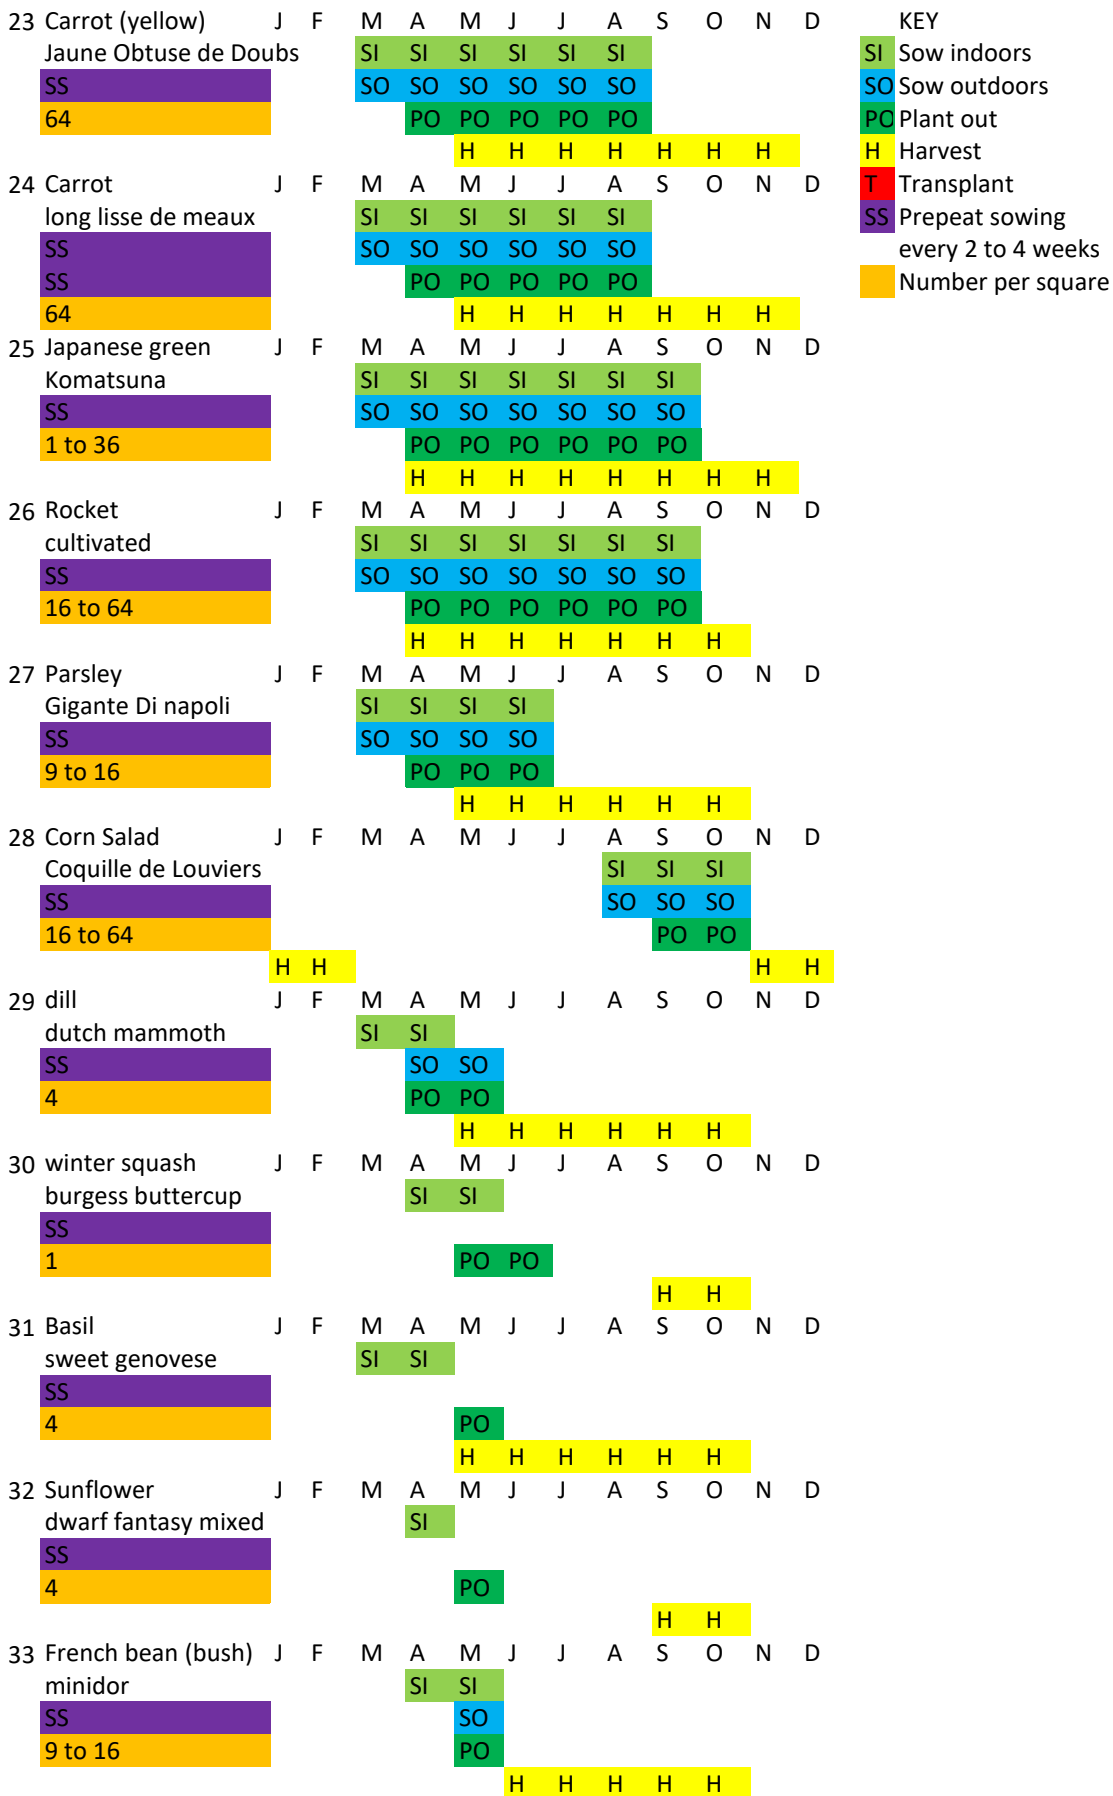 23 Carrot (yellow) J F M A M J J A S O N D KEY
Jaune Obtuse de Doubs SI SI SI SI SI SI SI Sow indoors
SS SO SO SO SO SO SO SO Sow outdoors
64 PO PO PO PO PO PO Plant out
H H H H H H H H Harvest
24 Carrot J F M A M J J A S O N D T Transplant
long lisse de meaux SI SI SI SI SI SI SS Prepeat sowing
SS SO SO SO SO SO SO every 2 to 4 weeks
SS PO PO PO PO PO Number per square
64 H H H H H H H
25 Japanese green J F M A M J J A S O N D
Komatsuna SI SI SI SI SI SI SI
SS SO SO SO SO SO SO SO
1 to 36 PO PO PO PO PO PO
H H H H H H H H
26 Rocket J F M A M J J A S O N D
cultivated SI SI SI SI SI SI SI
SS SO SO SO SO SO SO SO
16 to 64 PO PO PO PO PO PO
H H H H H H H
27 Parsley J F M A M J J A S O N D
Gigante Di napoli SI SI SI SI
SS SO SO SO SO
9 to 16 PO PO PO
H H H H H H
28 Corn Salad J F M A M J J A S O N D
Coquille de Louviers SI SI SI
SS SO SO SO
16 to 64 PO PO
H H H H
29 dill J F M A M J J A S O N D
dutch mammoth SI SI
SS SO SO
4 PO PO
H H H H H H
30 winter squash J F M A M J J A S O N D
burgess buttercup SI SI
SS
1 PO PO
H H
31 Basil J F M A M J J A S O N D
sweet genovese SI SI
SS
4 PO
H H H H H H
32 Sunflower J F M A M J J A S O N D
dwarf fantasy mixed SI
SS
4 PO
H H
33 French bean (bush) J F M A M J J A S O N D
minidor SI SI
SS SO
9 to 16 PO
H H H H H